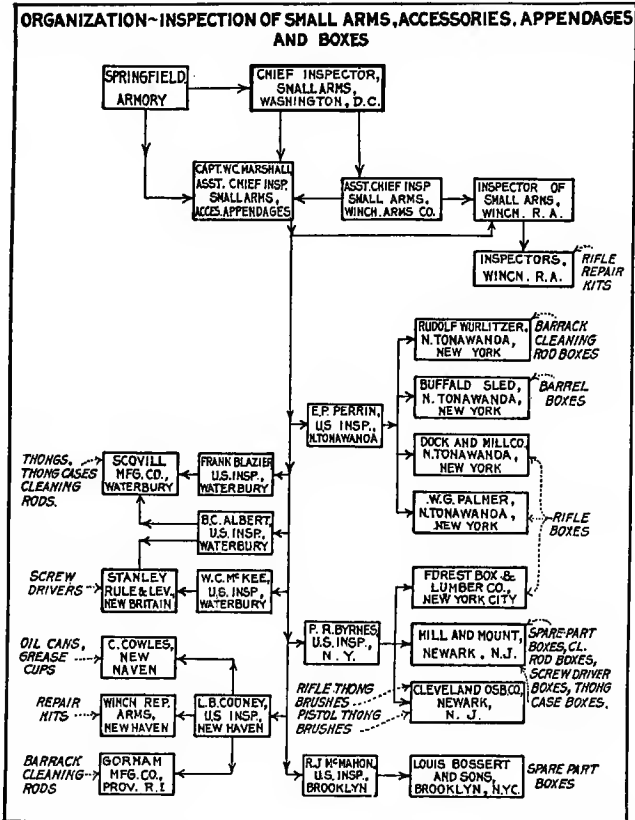 ORGANIZATION~INSPECTION OF SMALL ARMS, ACCESSORIES, APPENDAGES
AND BOXES
SPRINGFIELD
ARMORY
CHIEF INSPECTOR,
SMALL ARMS,
WASHINGTON, D.C.
CAPT. W.C. MARSHALL
ASST. CHIEF INSP.
SMALL ARMS,
ACCES. APPENDAGES
ASST. CHIEF INSP
SMALL ARMS,
WINCH. ARMS CO.
INSPECTOR OF
SMALL ARMS,
WINCH. R.A.
INSPECTORS,
WINCH. R.A.
RIFLE
REPAIR
KITS
RUDOLF WURLITZER,
N. TONAWANDA,
NEW YORK
BARRACK
CLEANING
ROD BOXES
BUFFALO SLED,
N. TONAWANDA,
NEW YORK
BARREL
BOXES
E.P. PERRIN,
U.S INSP.,
N.TONAWANDA
DOCK AND MILL CO.
N.TONAWANDA,
NEW YORK
W.G. PALMER,
N.TONAWANDA,
NEW YORK
RIFLE
BOXES
THONGS,
THONG CASES
CLEANING
RODS.
SCOVILL
MFG. CO.,
WATERBURY
FRANK BLAZIER
U.S. INSP.,
WATERBURY
B.C. ALBERT,
U.S. INSP.,
WATERBURY
SCREW
DRIVERS
STANLEY
RULE & LEV.,
NEW BRITAIN
W.C. McKEE,
U.S. INSP.,
WATERBURY
FOREST BOX &
LUMBER CO.,
NEW YORK CITY
P.R. BYRNES,
U.S. INSP.,
N.Y.
MILL AND MOUNT,
NEWARK, N.J.
SPARE-PART
BOXES, CL.
ROD BOXES,
SCREW DRIVER
BOXES, THONG
CASE BOXES.
OIL CANS,
GREASE
CUPS
C. COWLES,
NEW
HAVEN
RIFLE THONG
BRUSHES
PISTOL THONG
BRUSHES
CLEVELAND OSB. CO,
NEWARK,
N. J.
REPAIR
KITS
WINCH REP.
ARMS,
NEW HAVEN
L.B. COONEY,
U.S INSP.,
NEW HAVEN
BARRACK
CLEANING
RODS
GORHAM
MFG. CO.,
PROV. R.I
R.J McMAHON,
U.S. INSP.,
BROOKLYN
LOUIS BOSSERT
AND SONS,
BROOKLYN, N.Y.C.
SPARE PART
BOXES